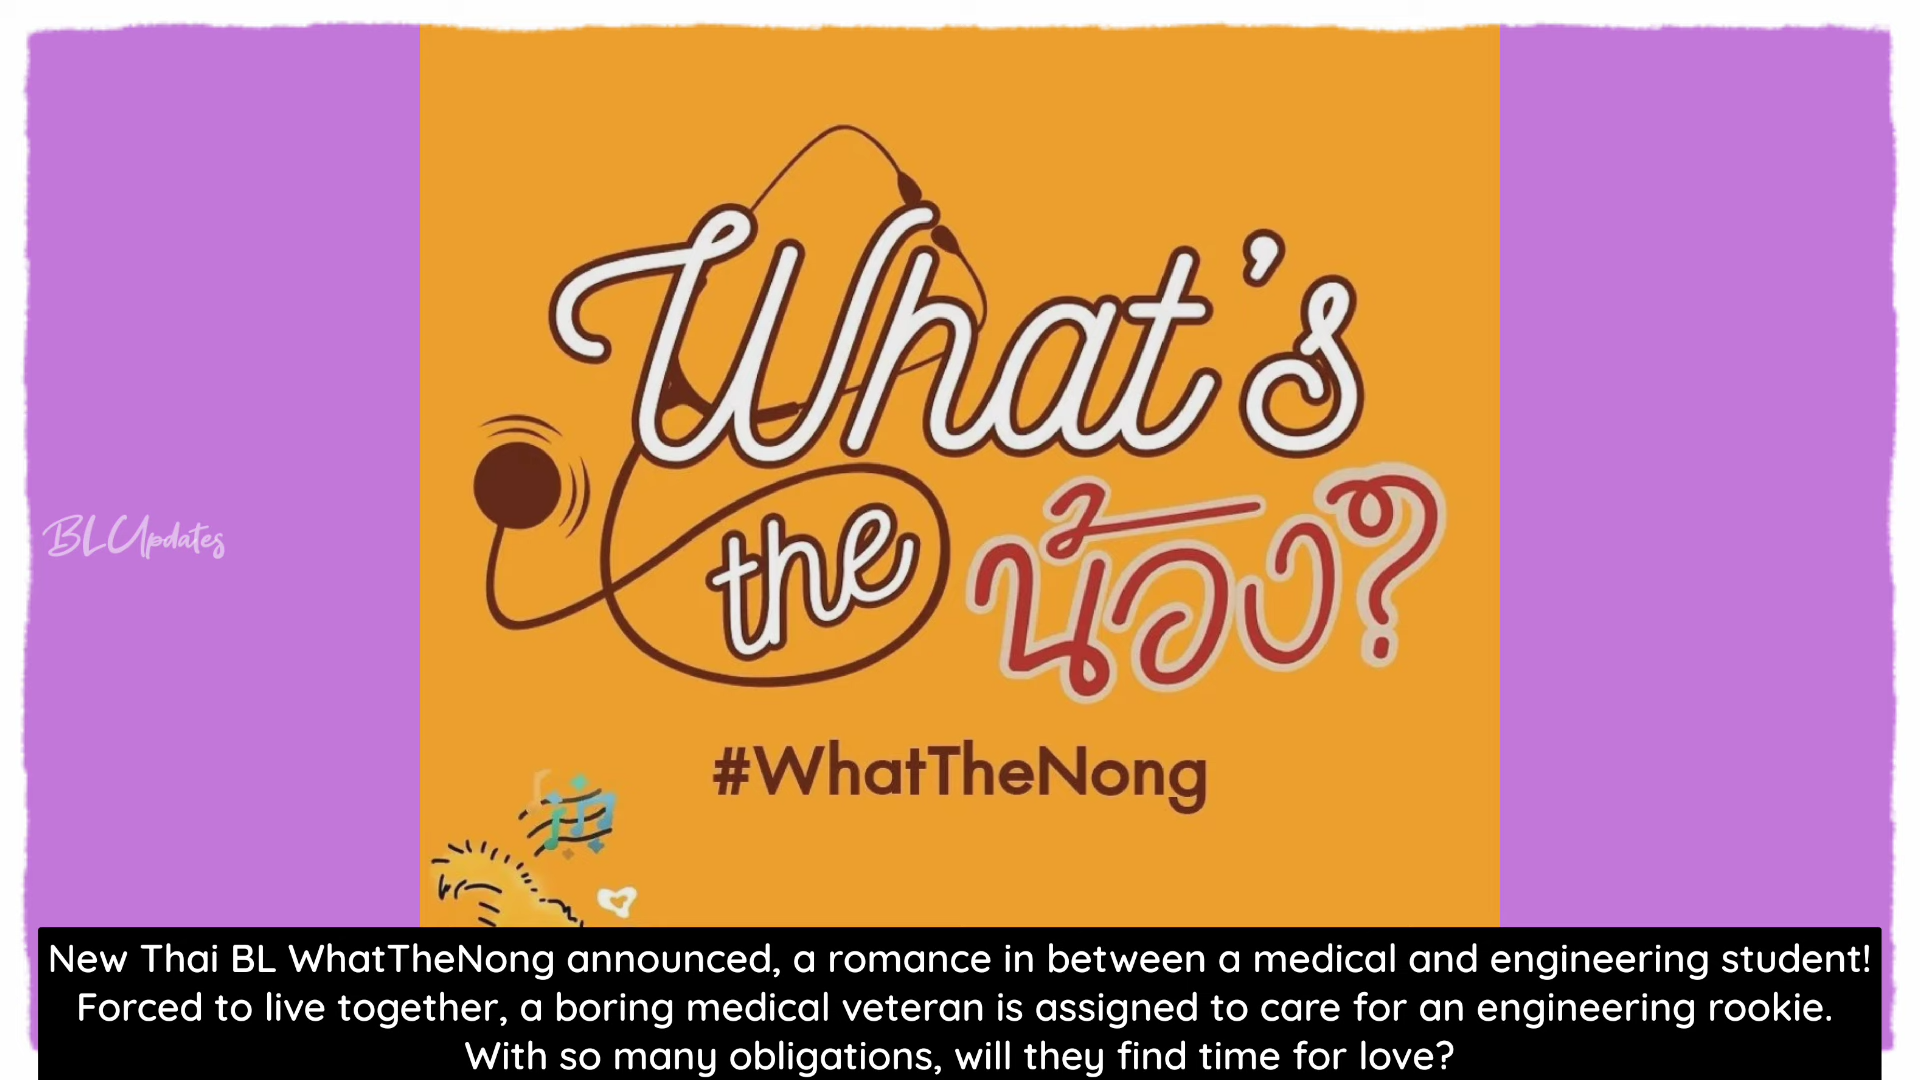 What's
the น้อง?
BLUpdates
#WhatTheNong
New Thai BL WhatTheNong announced, a romance in between a medical and engineering student!
Forced to live together, a boring medical veteran is assigned to care for an engineering rookie.
With so many obligations, will they find time for love?